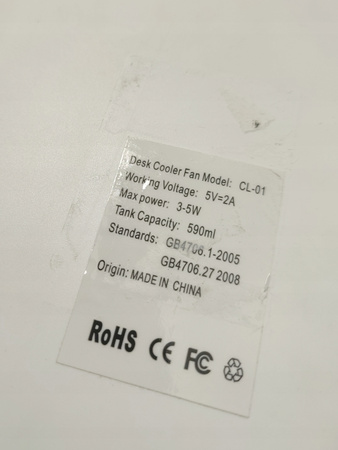 Desk Cooler Fan Model: CL-01
Working Voltage: 5V=2A
Max power: 3-5W
Tank Capacity: 590ml
Standards: GB4706.1-2005
GB4706.27 2008
Origin: MADE IN CHINA
RoHS CE FC